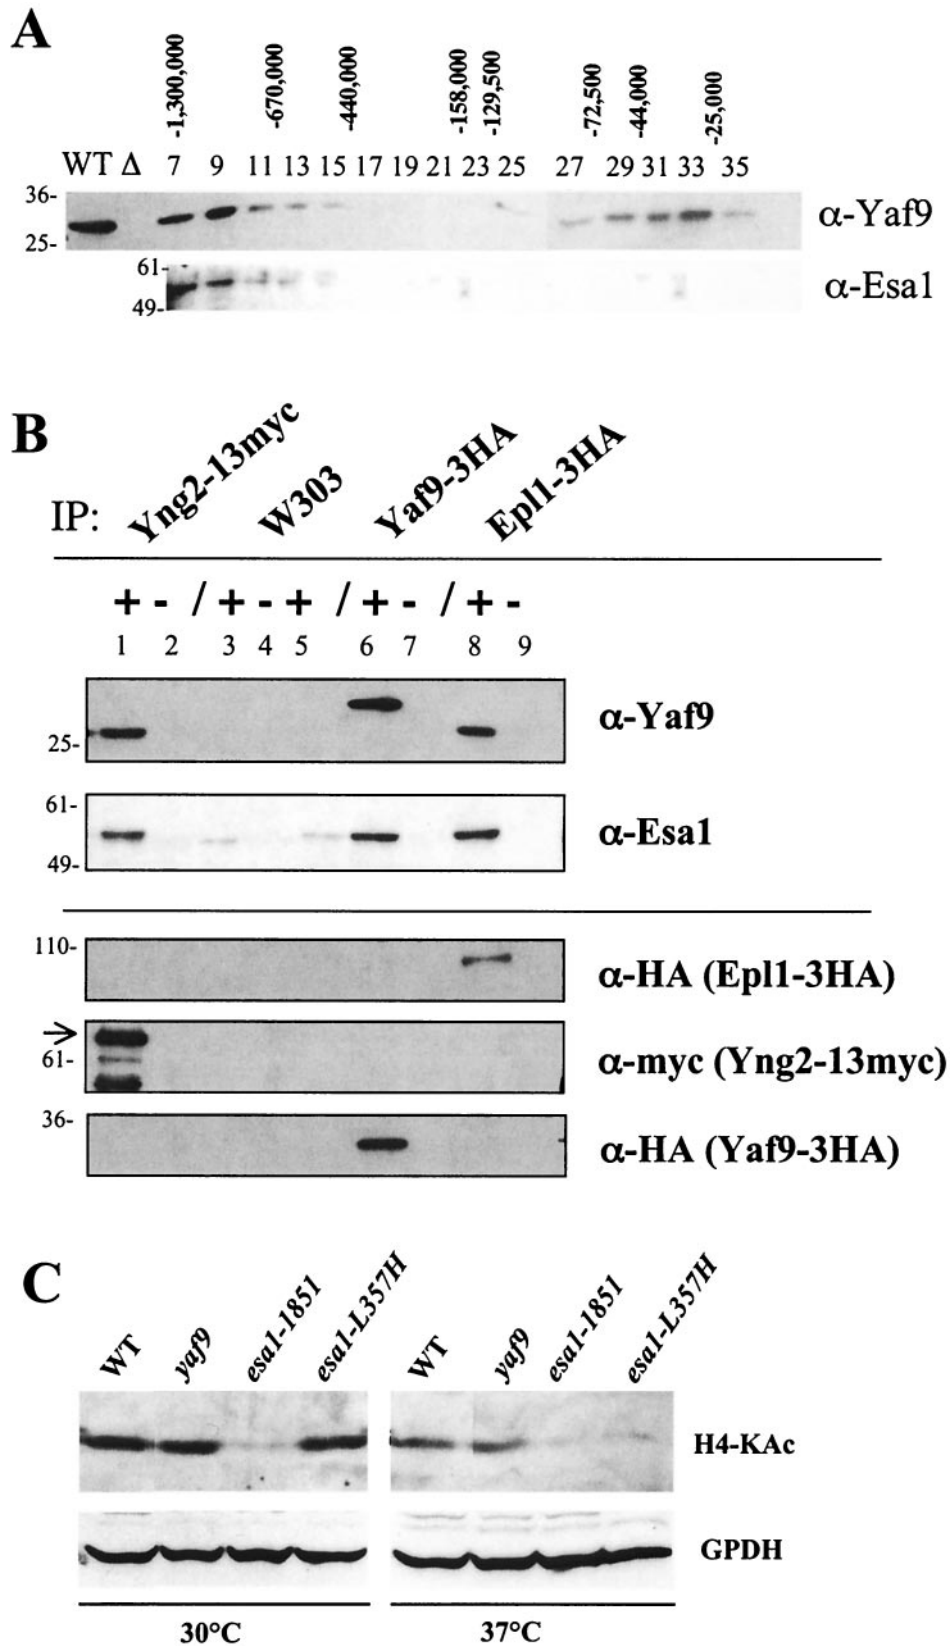 A
-1,300,000 -670,000 -440,000 -158,000 -129,500 -72,500 -44,000 -25,000
WT Δ 7 9 11 13 15 17 19 21 23 25 27 29 31 33 35
36-
α-Yaf9
25-
61-
α-Esa1
49-
B
IP: Yng2-13myc W303 Yaf9-3HA Epl1-3HA
+ - / + - + / + - / + -
1 2 3 4 5 6 7 8 9
α-Yaf9
25-
61-
α-Esa1
49-
110-
α-HA (Epl1-3HA)
61-
α-myc (Yng2-13myc)
36-
α-HA (Yaf9-3HA)
C
WT yaf9 esa1-1851 esa1-L357H WT yaf9 esa1-1851 esa1-L357H
H4-KAc
GPDH
30°C 37°C